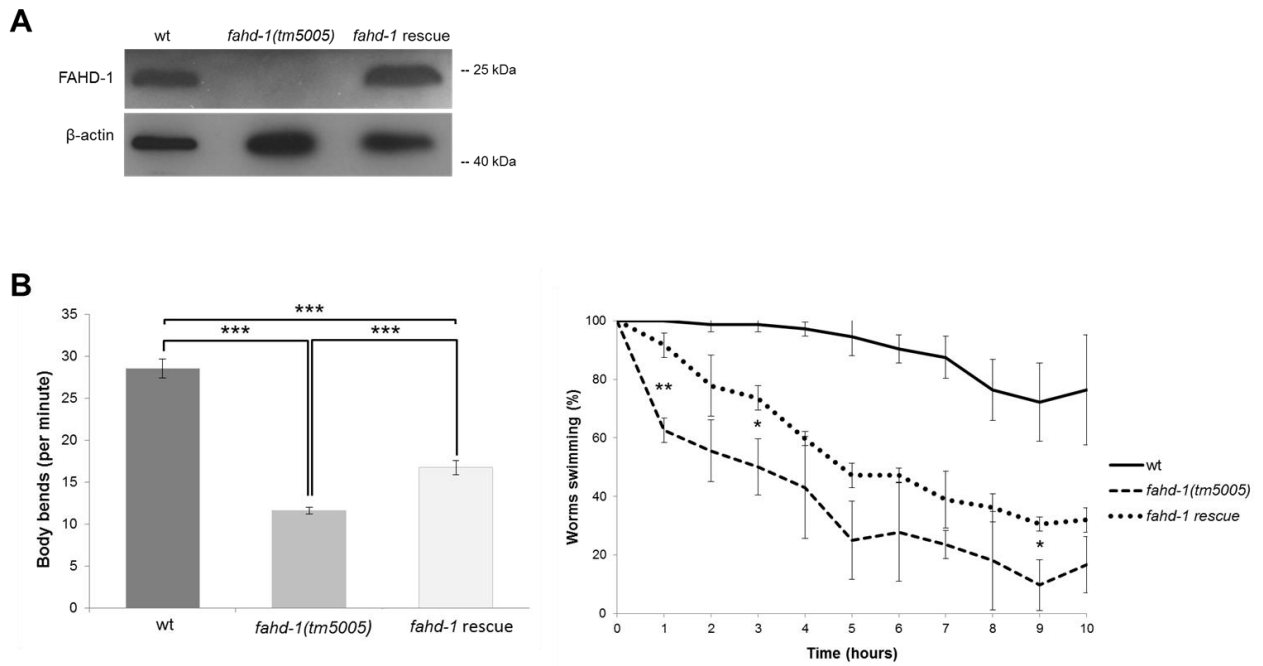 A
wt fahd-1(tm5005) fahd-1 rescue
FAHD-1
-- 25 kDa
β-actin
-- 40 kDa
B
Body bends (per minute)
35
30
25
20
15
10
5
0
***
*** ***
wt fahd-1(tm5005) fahd-1 rescue
Worms swimming (%)
100
80
60
40
20
0
**
*
*
0 1 2 3 4 5 6 7 8 9 10
Time (hours)
wt
fahd-1(tm5005)
fahd-1 rescue